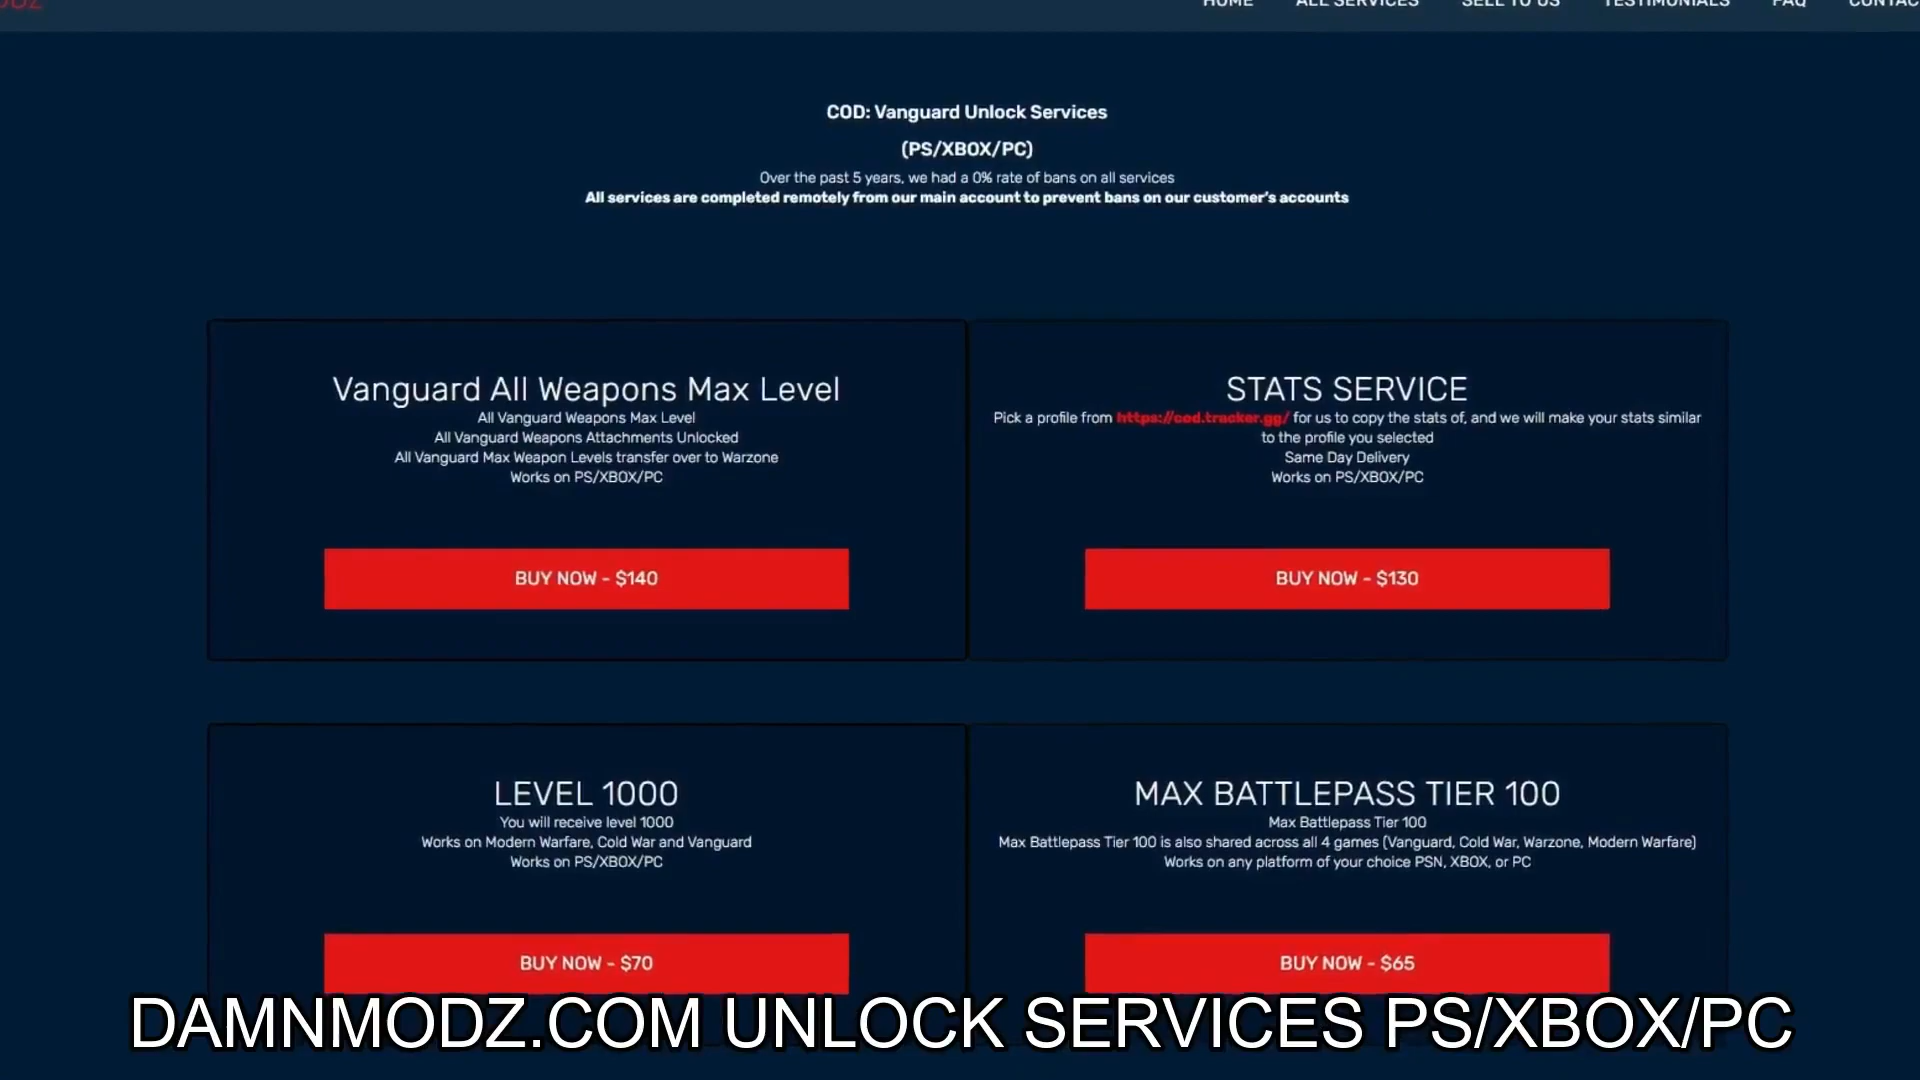 HOME ALL SERVICES SELL TO US TESTIMONIALS FAQ
COD: Vanguard Unlock Services
(PS/XBOX/PC)
Over the past 5 years, we had a 0% rate of bans on all services
All services are completed remotely from our main account to prevent bans on our customer's accounts
Vanguard All Weapons Max Level
All Vanguard Weapons Max Level
All Vanguard Weapons Attachments Unlocked
All Vanguard Max Weapon Levels transfer over to Warzone
Works on PS/XBOX/PC
BUY NOW - $140
STATS SERVICE
Pick a profile from https://cod.tracker.gg/ for us to copy the stats of, and we will make your stats similar
to the profile you selected
Same Day Delivery
Works on PS/XBOX/PC
BUY NOW - $130
LEVEL 1000
You will receive level 1000
Works on Modern Warfare, Cold War and Vanguard
Works on PS/XBOX/PC
BUY NOW - $70
MAX BATTLEPASS TIER 100
Max Battlepass Tier 100
Max Battlepass Tier 100 is also shared across all 4 games (Vanguard, Cold War, Warzone, Modern Warfare)
Works on any platform of your choice PSN, XBOX, or PC
BUY NOW - $65
DAMNMODZ.COM UNLOCK SERVICES PS/XBOX/PC